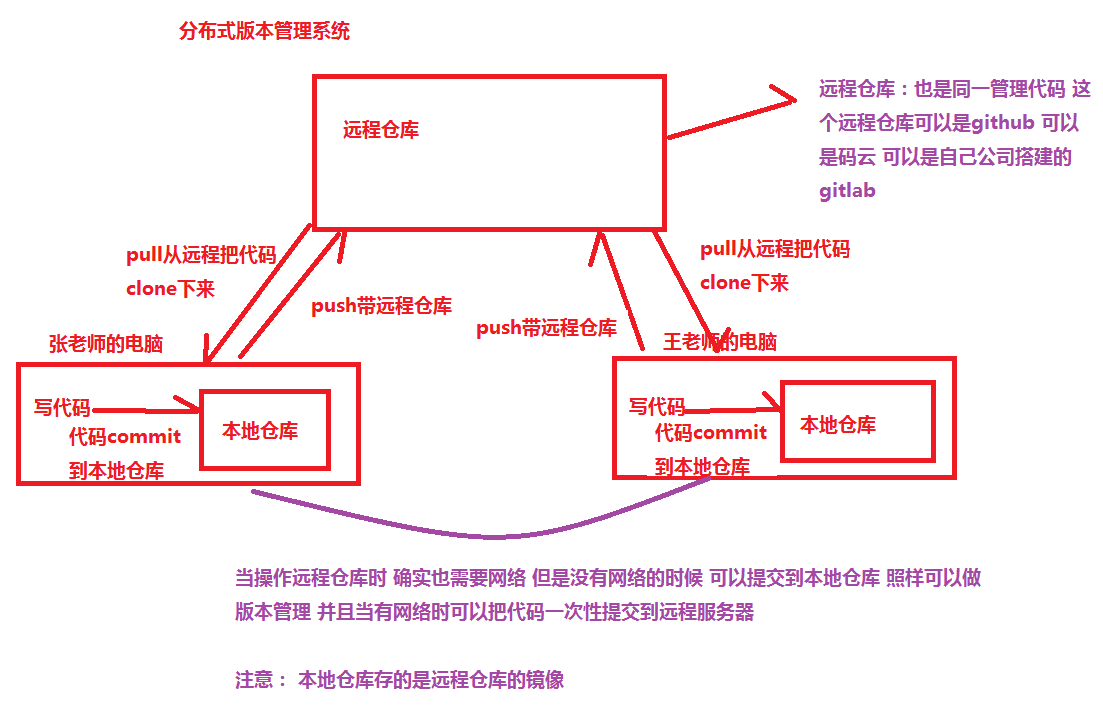 分布式版本管理系统
远程仓库
远程仓库：也是同一管理代码 这
个远程仓库可以是github 可以
是码云 可以是自己公司搭建的
gitlab
pull从远程把代码
clone下来
push带远程仓库
push带远程仓库
pull从远程把代码
clone下来
张老师的电脑
写代码
代码commit
到本地仓库
本地仓库
王老师的电脑
写代码
代码commit
到本地仓库
本地仓库
当操作远程仓库时 确实也需要网络 但是没有网络的时候 可以提交到本地仓库 照样可以做
版本管理 并且当有网络时可以把代码一次性提交到远程服务器
注意： 本地仓库存的是远程仓库的镜像